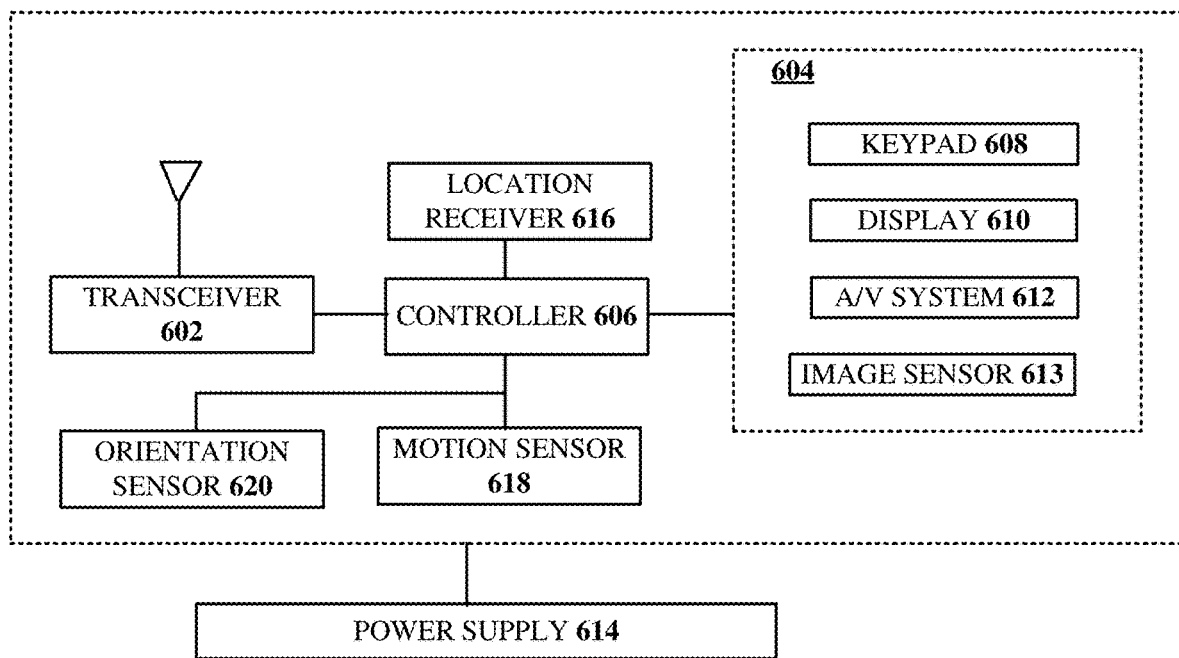 604
KEYPAD 608
LOCATION
RECEIVER 616
DISPLAY 610
TRANSCEIVER
602
CONTROLLER 606
A/V SYSTEM 612
IMAGE SENSOR 613
ORIENTATION
SENSOR 620
MOTION SENSOR
618
POWER SUPPLY 614